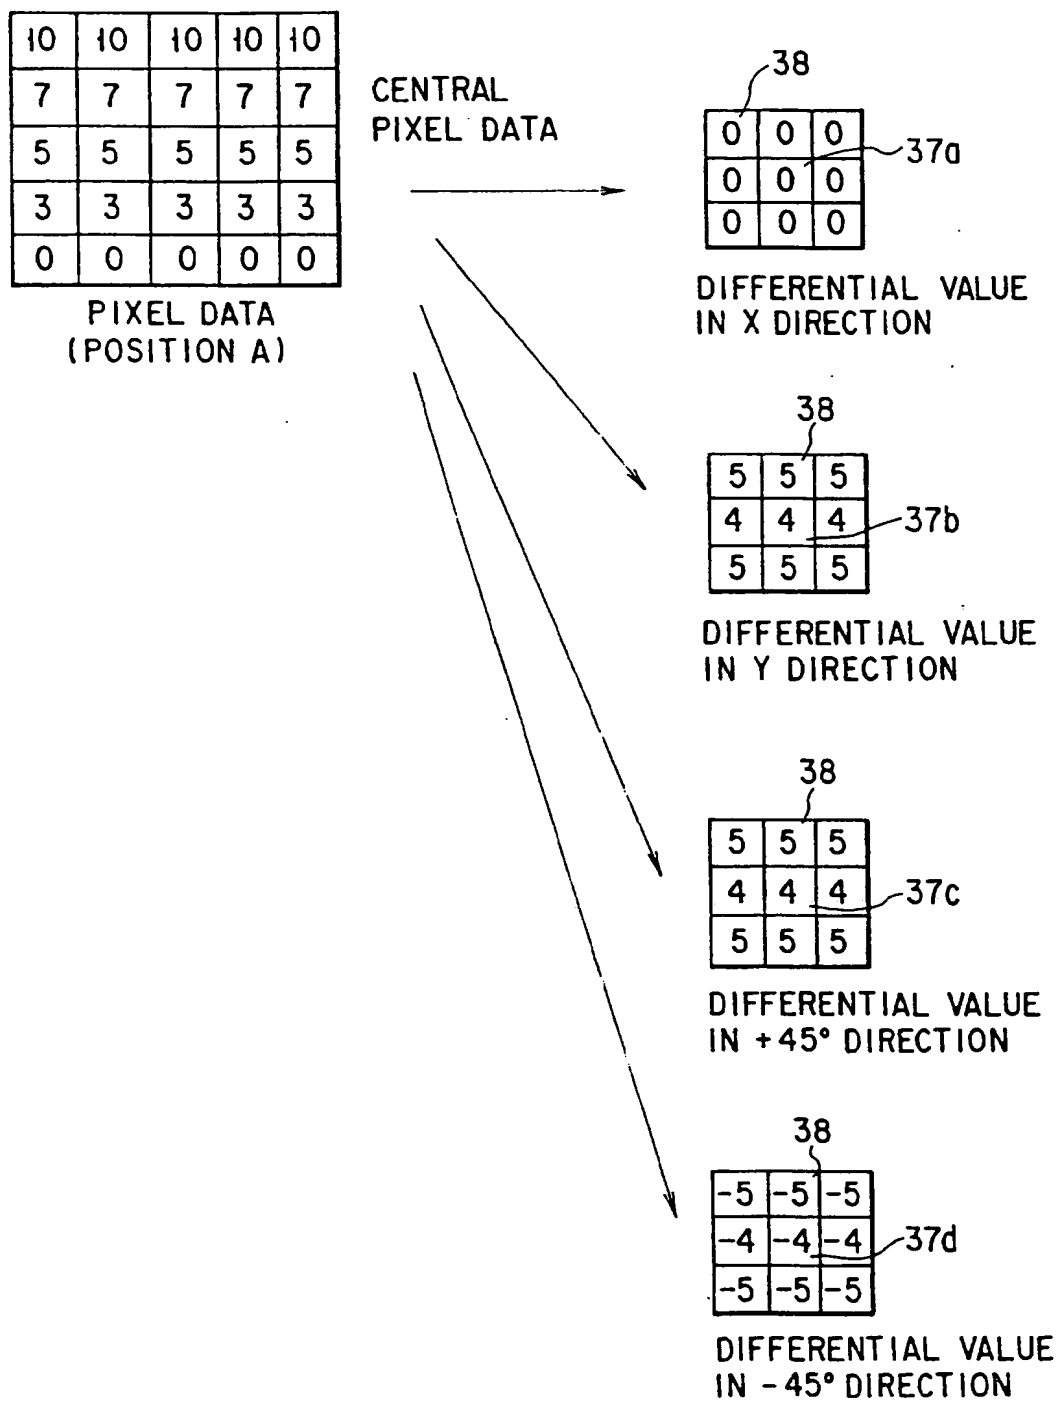 10 10 10 10 10
7 7 7 7 7
5 5 5 5 5
3 3 3 3 3
0 0 0 0 0
PIXEL DATA
(POSITION A)
CENTRAL
PIXEL DATA
38
0 0 0
0 0 0
0 0 0
37a
DIFFERENTIAL VALUE
IN X DIRECTION
38
5 5 5
4 4 4
5 5 5
37b
DIFFERENTIAL VALUE
IN Y DIRECTION
38
5 5 5
4 4 4
5 5 5
37c
DIFFERENTIAL VALUE
IN +45° DIRECTION
38
-5 -5 -5
-4 -4 -4
-5 -5 -5
37d
DIFFERENTIAL VALUE
IN -45° DIRECTION